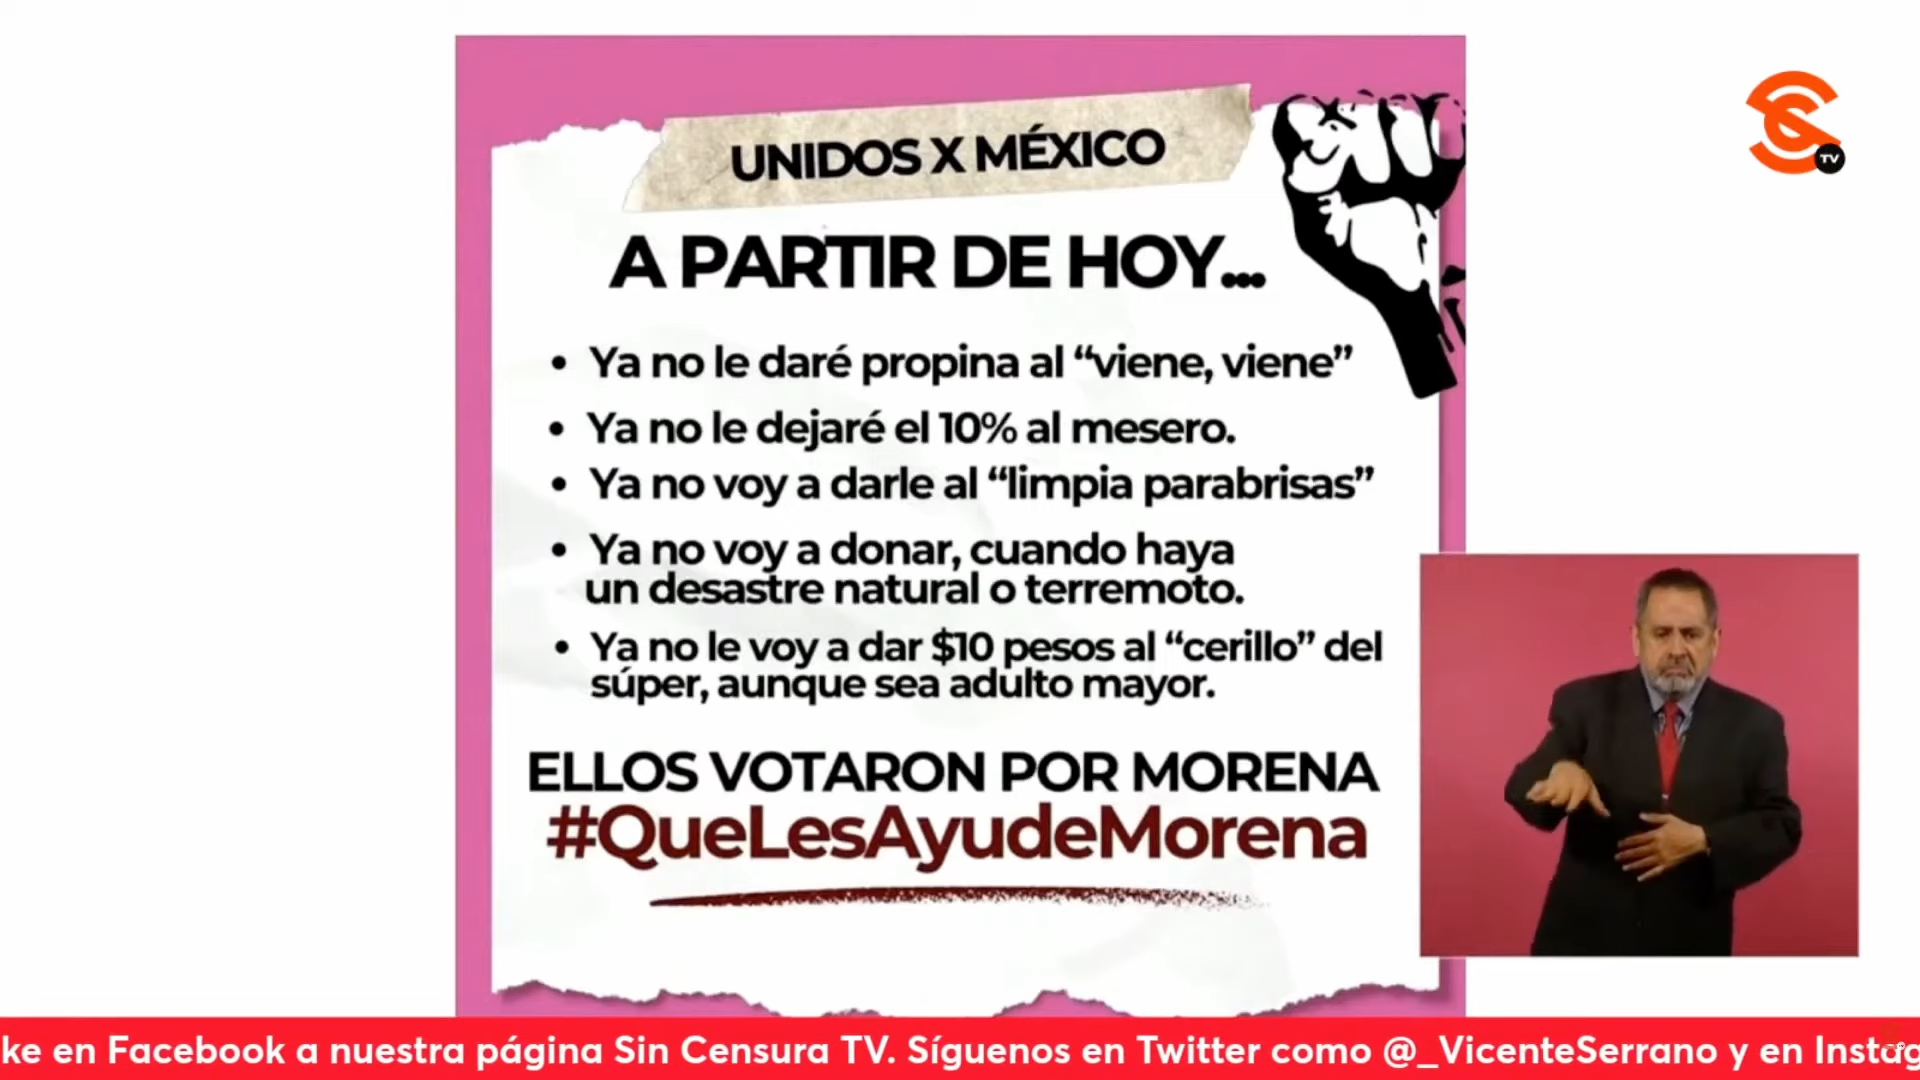 UNIDOS X MÉXICO
A PARTIR DE HOY...
• Ya no le daré propina al “viene, viene”
• Ya no le dejaré el 10% al mesero.
• Ya no voy a darle al “limpia parabrisas”
• Ya no voy a donar, cuando haya
un desastre natural o terremoto.
• Ya no le voy a dar $10 pesos al “cerillo” del
súper, aunque sea adulto mayor.
ELLOS VOTARON POR MORENA
#QueLesAyudeMorena
TV
ke en Facebook a nuestra página Sin Censura TV. Síguenos en Twitter como @_VicenteSerrano y en Instag